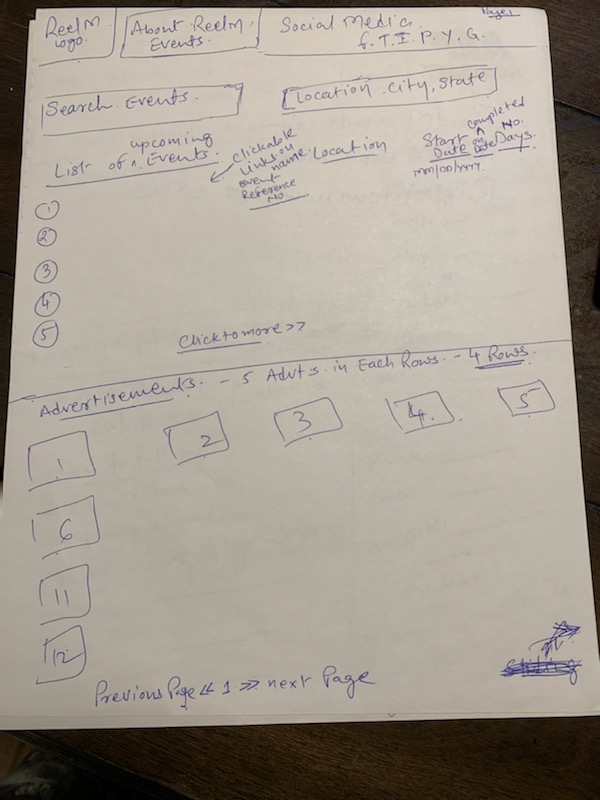 Page 1
ReelM Logo.
About ReelM. Events.
Social Media
f. T. I. P. Y. G.
Search Events.
Location. City, State
upcoming
List of ^ Events.
Clickable
Links on
event name.
Reference
No.
Location
Start Date
mm/DD/yyyy.
completed
^ on
Date
No.
Days.
1
2
3
4
5
Click to more >>
Advertisements. - 5 Advt's. in Each Rows. - 4 Rows.
1 2 3 4. 5
6
11
12
Previous Page << 1 >> next Page